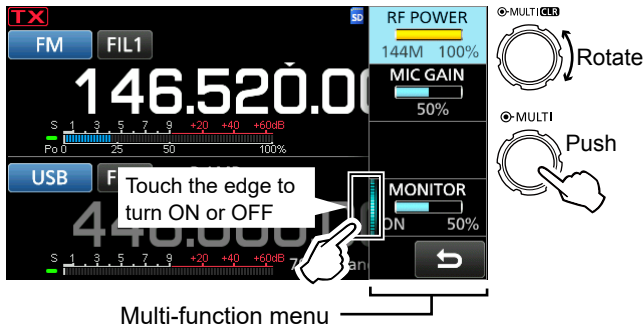 TX
SD
RF POWER
144M 100%
MULTI CLR
Rotate
FM FIL1
146.520.0
MIC GAIN
50%
S 1 3 5 7 9 +20 +40 +60dB
Po 0 25 50 100%
MULTI
Push
USB F
Touch the edge to
turn ON or OFF
MONITOR
ON 50%
S 1 3 5 7 9 +20 +40 +60dB
Multi-function menu